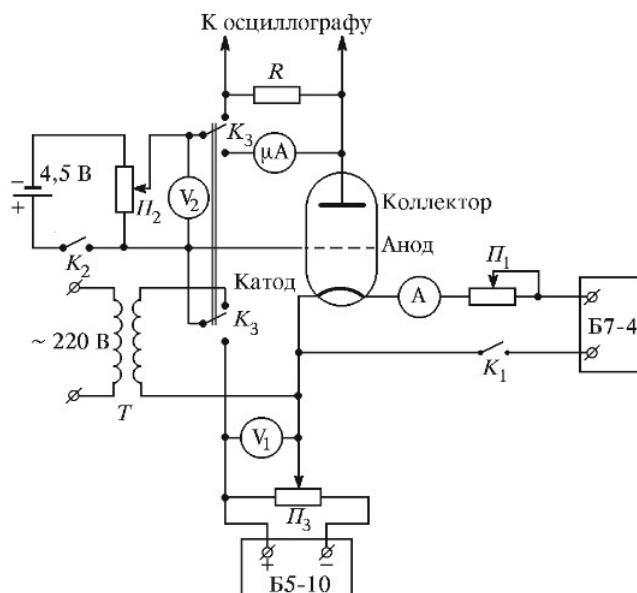 К осциллографу
R
K₃
μA
4,5 В
−
+
П₂
V₂
Коллектор
Анод
K₂
Катод
K₃
A
П₁
Б7-4
~ 220 В
T
K₁
V₁
П₃
+ −
Б5-10